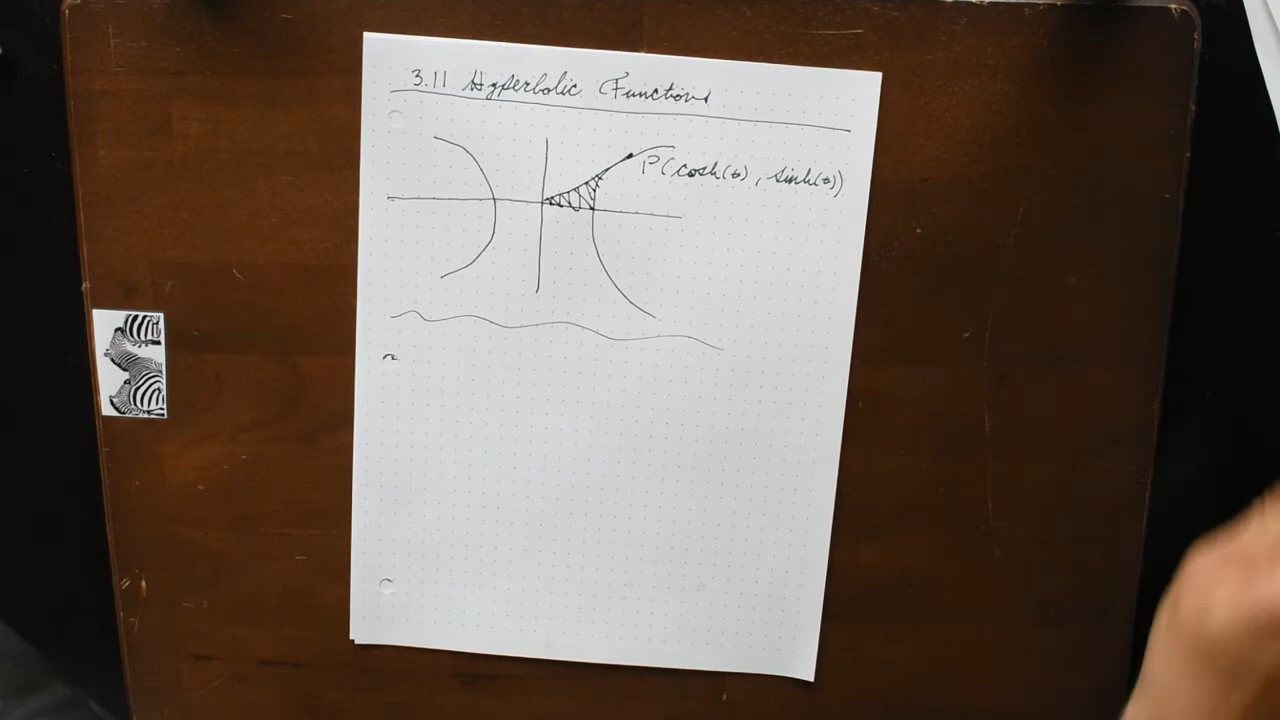 3.11 Hyperbolic Functions
P(cosh(θ), sinh(θ))